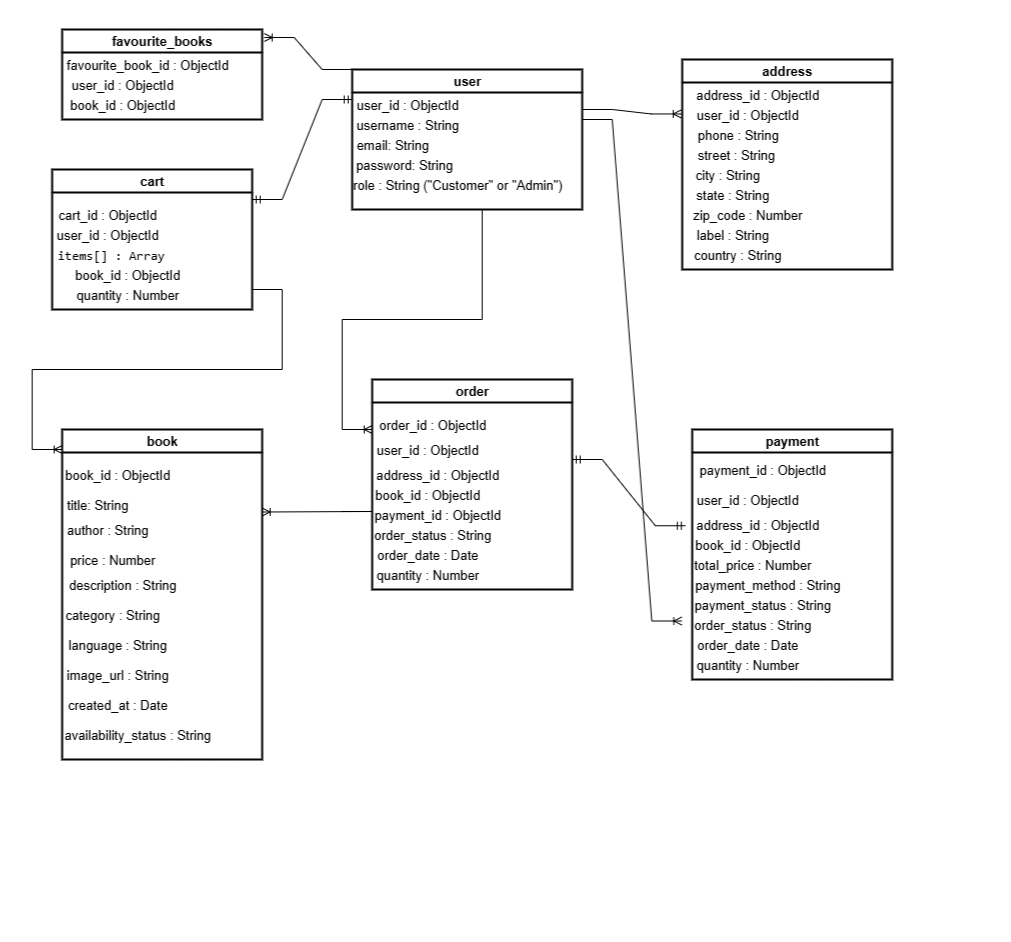 favourite_books
favourite_book_id : ObjectId
user_id : ObjectId
book_id : ObjectId
user
user_id : ObjectId
username : String
email: String
password: String
role : String ("Customer" or "Admin")
address
address_id : ObjectId
user_id : ObjectId
phone : String
street : String
city : String
state : String
zip_code : Number
label : String
country : String
cart
cart_id : ObjectId
user_id : ObjectId
items[] : Array
book_id : ObjectId
quantity : Number
order
order_id : ObjectId
user_id : ObjectId
address_id : ObjectId
book_id : ObjectId
payment_id : ObjectId
order_status : String
order_date : Date
quantity : Number
book
book_id : ObjectId
title: String
author : String
price : Number
description : String
category : String
language : String
image_url : String
created_at : Date
availability_status : String
payment
payment_id : ObjectId
user_id : ObjectId
address_id : ObjectId
book_id : ObjectId
total_price : Number
payment_method : String
payment_status : String
order_status : String
order_date : Date
quantity : Number